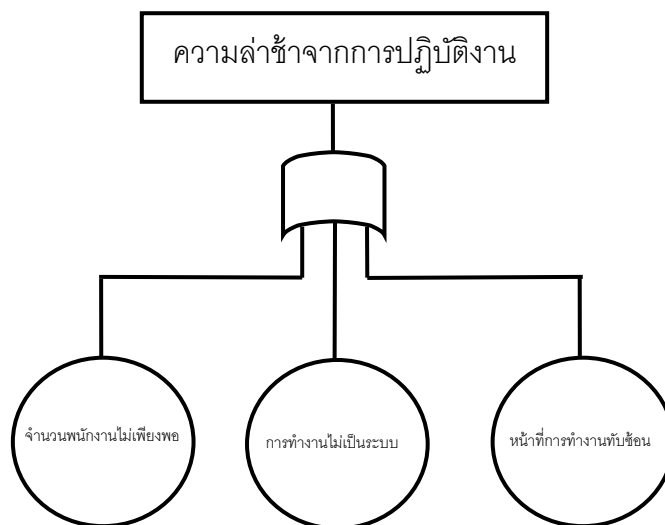 ความล่าช้าจากการปฏิบัติงาน
จำนวนพนักงานไม่เพียงพอ
การทำงานไม่เป็นระบบ
หน้าที่การทำงานทับซ้อน